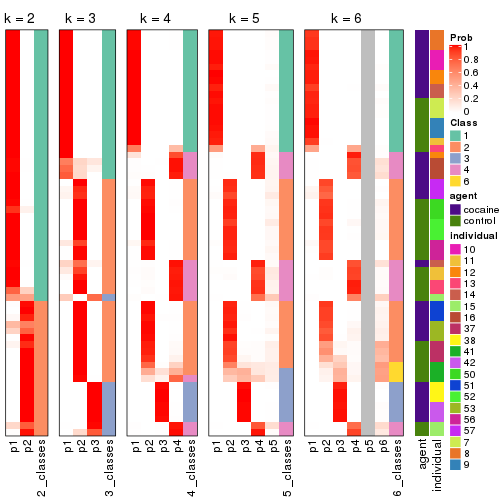 k = 2
k = 3
k = 4
k = 5
k = 6
p1
p2
2_classes
p1
p2
p3
3_classes
p1
p2
p3
p4
4_classes
p1
p2
p3
p4
p5
5_classes
p1
p2
p3
p4
p5
p6
6_classes
agent
individual
Prob
1
0.8
0.6
0.4
0.2
0
Class
1
2
3
4
6
agent
cocaine
control
individual
10
11
12
13
14
15
16
37
38
41
42
50
51
52
53
56
57
7
8
9